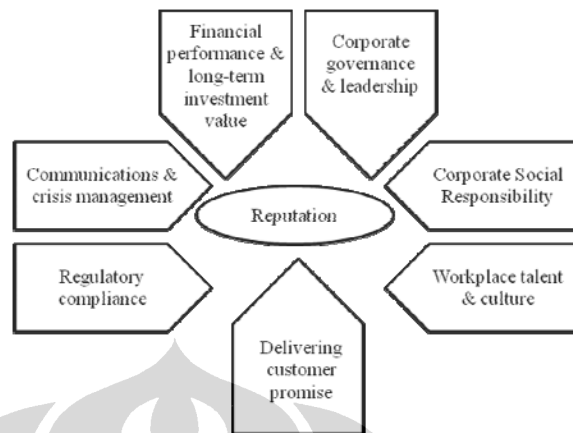 Financial
performance &
long-term
investment
value
Corporate
governance
& leadership
Communications &
crisis management
Corporate Social
Responsibility
Reputation
Regulatory
compliance
Workplace talent
& culture
Delivering
customer
promise